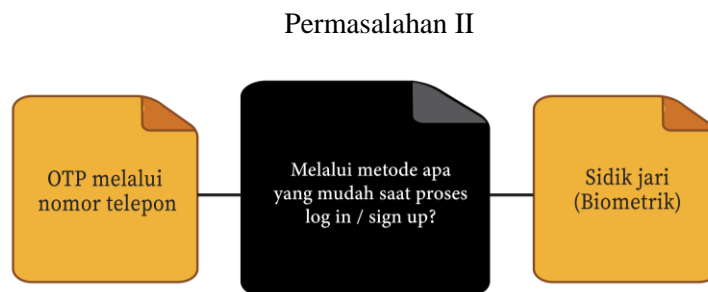 Permasalahan II
OTP melalui
nomor telepon
Melalui metode apa
yang mudah saat proses
log in / sign up?
Sidik jari
(Biometrik)